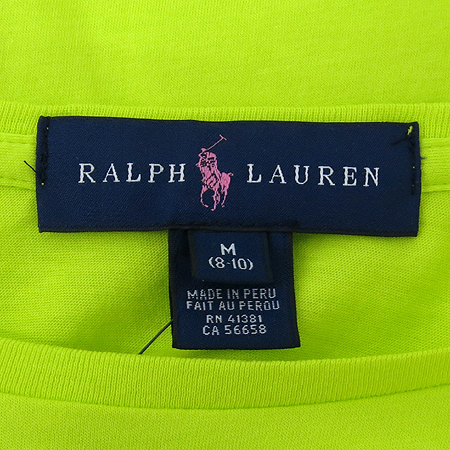 RALPH LAUREN
M
(8-10)
MADE IN PERU
FAIT AU PEROU
RN 41381
CA 56658